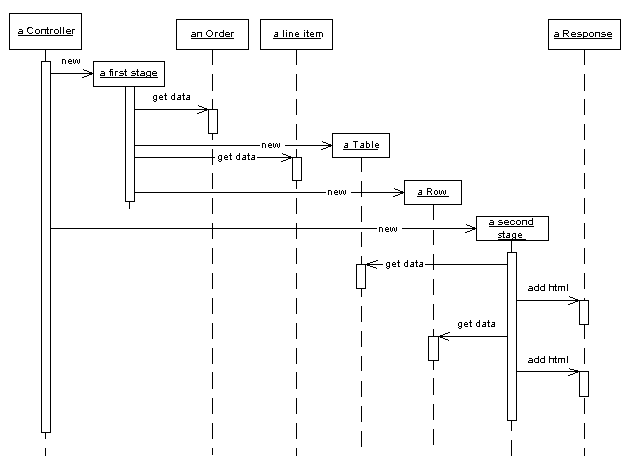 a Controller
an Order
a line item
a Response
new
a first stage
get data
new
a Table
get data
new
a Row
new
a second
stage
get data
add html
get data
add html